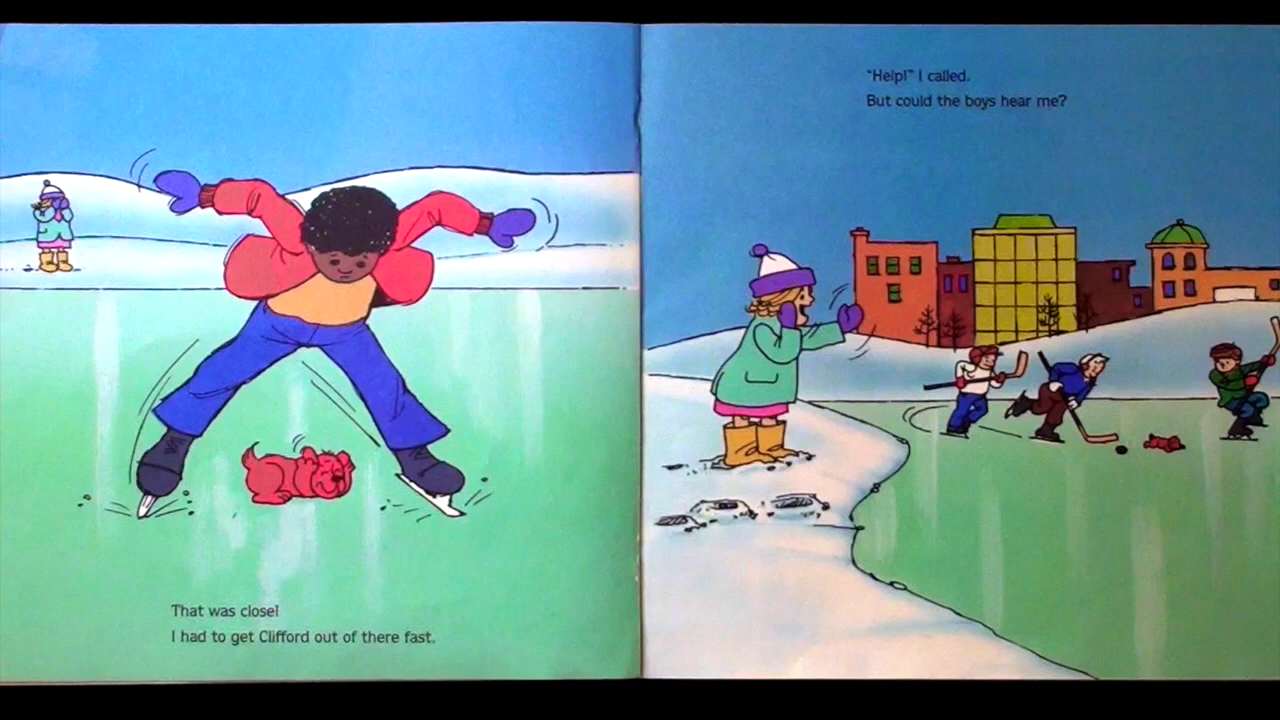 That was close!
I had to get Clifford out of there fast.
"Help!" I called.
But could the boys hear me?